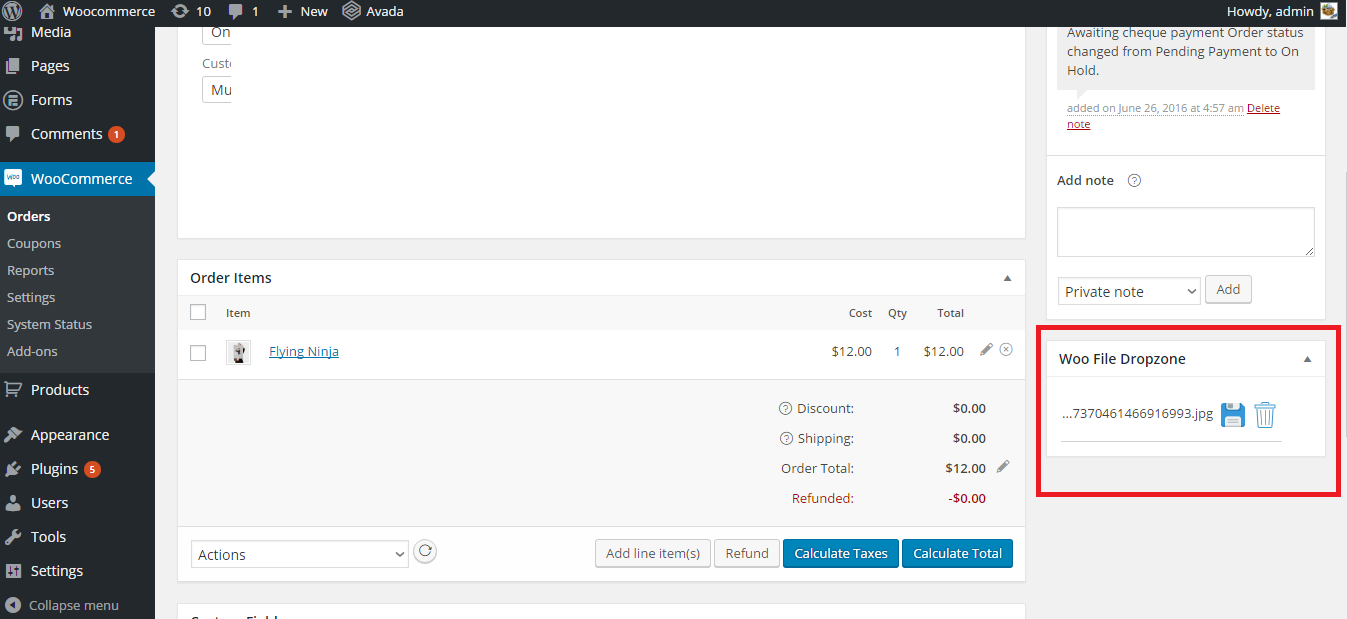 Woocommerce 10 1 New Avada Howdy, admin
Media
Pages
Forms
Comments 1
WooCommerce
Orders
Coupons
Reports
Settings
System Status
Add-ons
Products
Appearance
Plugins 5
Users
Tools
Settings
Collapse menu
On
Custo
Mu
Order Items
Item Cost Qty Total
Flying Ninja $12.00 1 $12.00
Discount: $0.00
Shipping: $0.00
Order Total: $12.00
Refunded: -$0.00
Actions Add line item(s) Refund Calculate Taxes Calculate Total
Awaiting cheque payment Order status
changed from Pending Payment to On
Hold.
added on June 26, 2016 at 4:57 am Delete
note
Add note
Private note Add
Woo File Dropzone
...7370461466916993.jpg